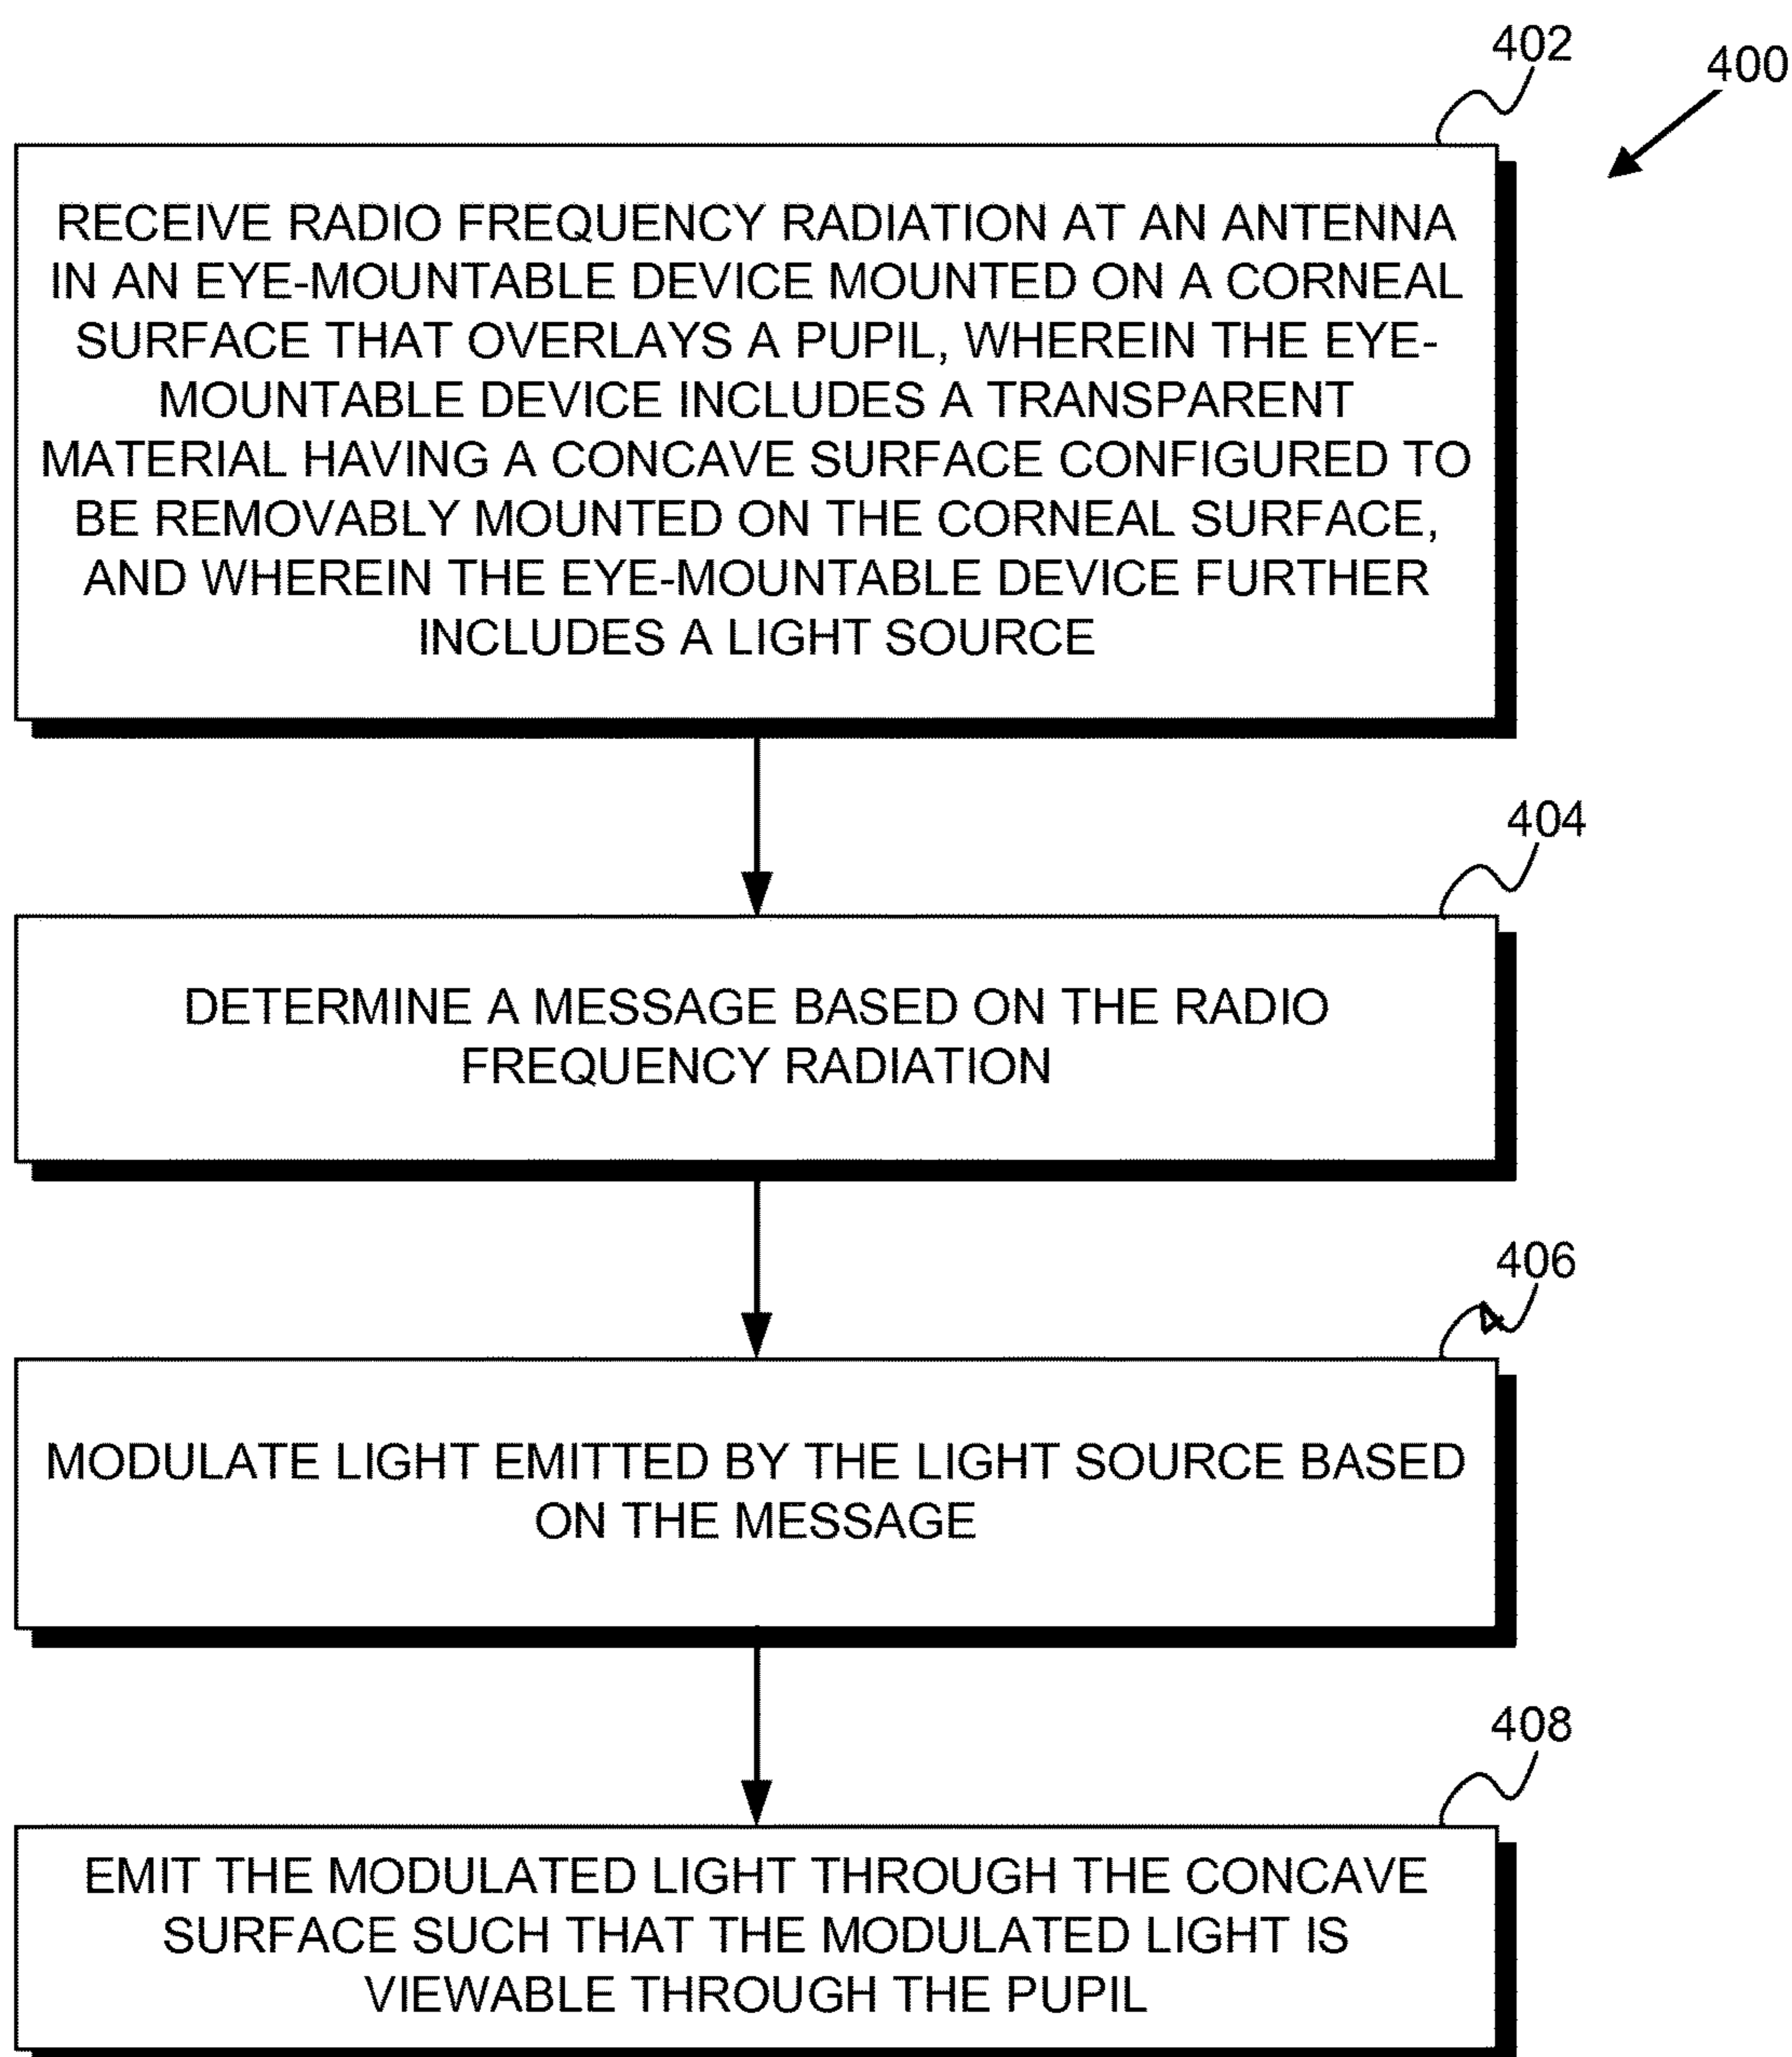 402
400
RECEIVE RADIO FREQUENCY RADIATION AT AN ANTENNA
IN AN EYE-MOUNTABLE DEVICE MOUNTED ON A CORNEAL
SURFACE THAT OVERLAYS A PUPIL, WHEREIN THE EYE-
MOUNTABLE DEVICE INCLUDES A TRANSPARENT
MATERIAL HAVING A CONCAVE SURFACE CONFIGURED TO
BE REMOVABLY MOUNTED ON THE CORNEAL SURFACE,
AND WHEREIN THE EYE-MOUNTABLE DEVICE FURTHER
INCLUDES A LIGHT SOURCE
404
DETERMINE A MESSAGE BASED ON THE RADIO
FREQUENCY RADIATION
406
MODULATE LIGHT EMITTED BY THE LIGHT SOURCE BASED
ON THE MESSAGE
408
EMIT THE MODULATED LIGHT THROUGH THE CONCAVE
SURFACE SUCH THAT THE MODULATED LIGHT IS
VIEWABLE THROUGH THE PUPIL